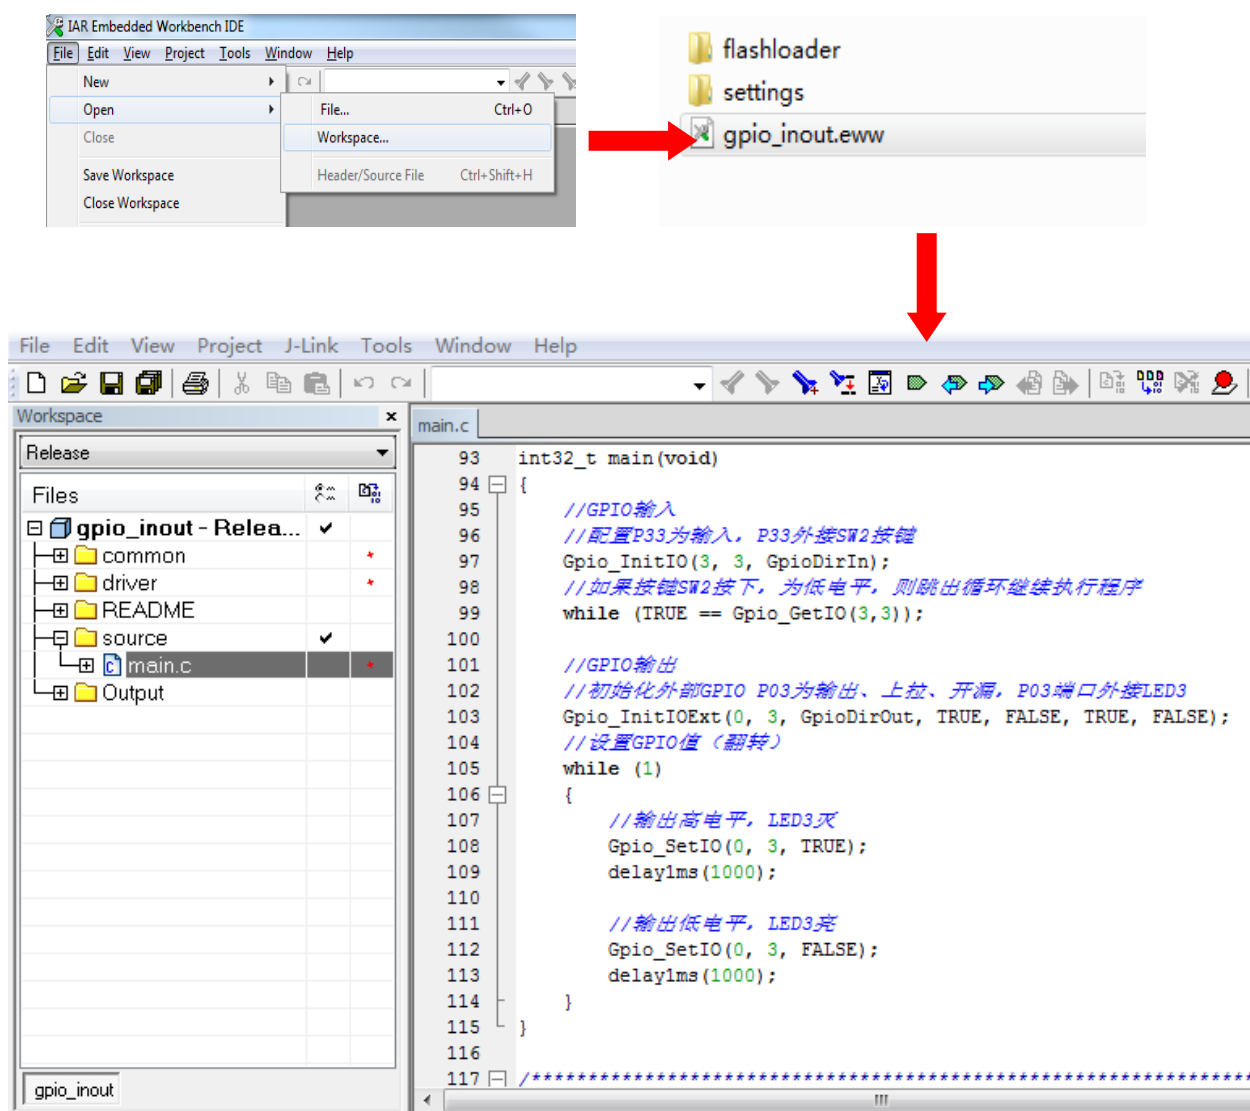 IAR Embedded Workbench IDE
File Edit View Project Tools Window Help
New
Open
Close
Save Workspace
Close Workspace
File... Ctrl+O
Workspace...
Header/Source File Ctrl+Shift+H
flashloader
settings
gpio_inout.eww
File Edit View Project J-Link Tools Window Help
Workspace x
Release
Files
gpio_inout - Relea...
common
driver
README
source
main.c
Output
gpio_inout
main.c
93 int32_t main(void)
94 {
95 //GPIO输入
96 //配置P33为输入，P33外接SW2按键
97 Gpio_InitIO(3, 3, GpioDirIn);
98 //如果按键SW2按下，为低电平，则跳出循环继续执行程序
99 while (TRUE == Gpio_GetIO(3,3));
100
101 //GPIO输出
102 //初始化外部GPIO P03为输出、上拉、开漏，P03端口外接LED3
103 Gpio_InitIOExt(0, 3, GpioDirOut, TRUE, FALSE, TRUE, FALSE);
104 //设置GPIO值（翻转）
105 while (1)
106 {
107 //输出高电平，LED3灭
108 Gpio_SetIO(0, 3, TRUE);
109 delay1ms(1000);
110
111 //输出低电平，LED3亮
112 Gpio_SetIO(0, 3, FALSE);
113 delay1ms(1000);
114 }
115 }
116
117 /******************************************************************